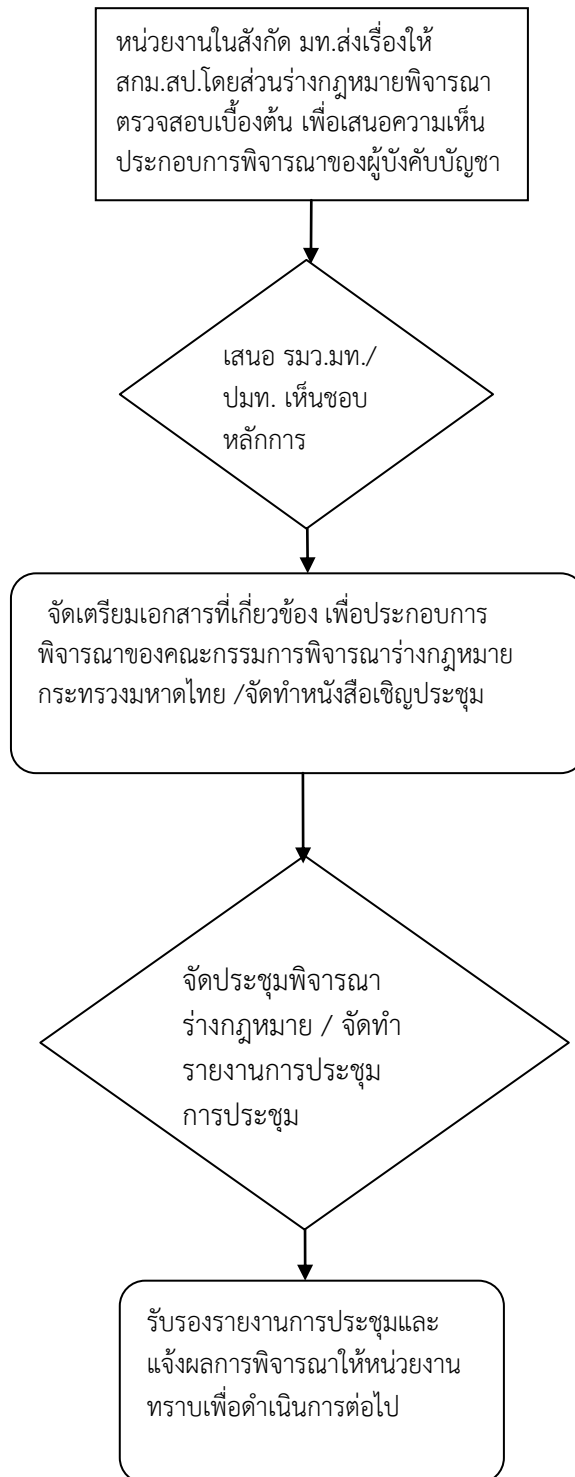 หน่วยงานในสังกัด มท.ส่งเรื่องให้
สกม.สป.โดยส่วนร่างกฎหมายพิจารณา
ตรวจสอบเบื้องต้น เพื่อเสนอความเห็น
ประกอบการพิจารณาของผู้บังคับบัญชา
เสนอ รมว.มท./
ปมท. เห็นชอบ
หลักการ
จัดเตรียมเอกสารที่เกี่ยวข้อง เพื่อประกอบการ
พิจารณาของคณะกรรมการพิจารณาร่างกฎหมาย
กระทรวงมหาดไทย /จัดทำหนังสือเชิญประชุม
จัดประชุมพิจารณา
ร่างกฎหมาย / จัดทำ
รายงานการประชุม
การประชุม
รับรองรายงานการประชุมและ
แจ้งผลการพิจารณาให้หน่วยงาน
ทราบเพื่อดำเนินการต่อไป